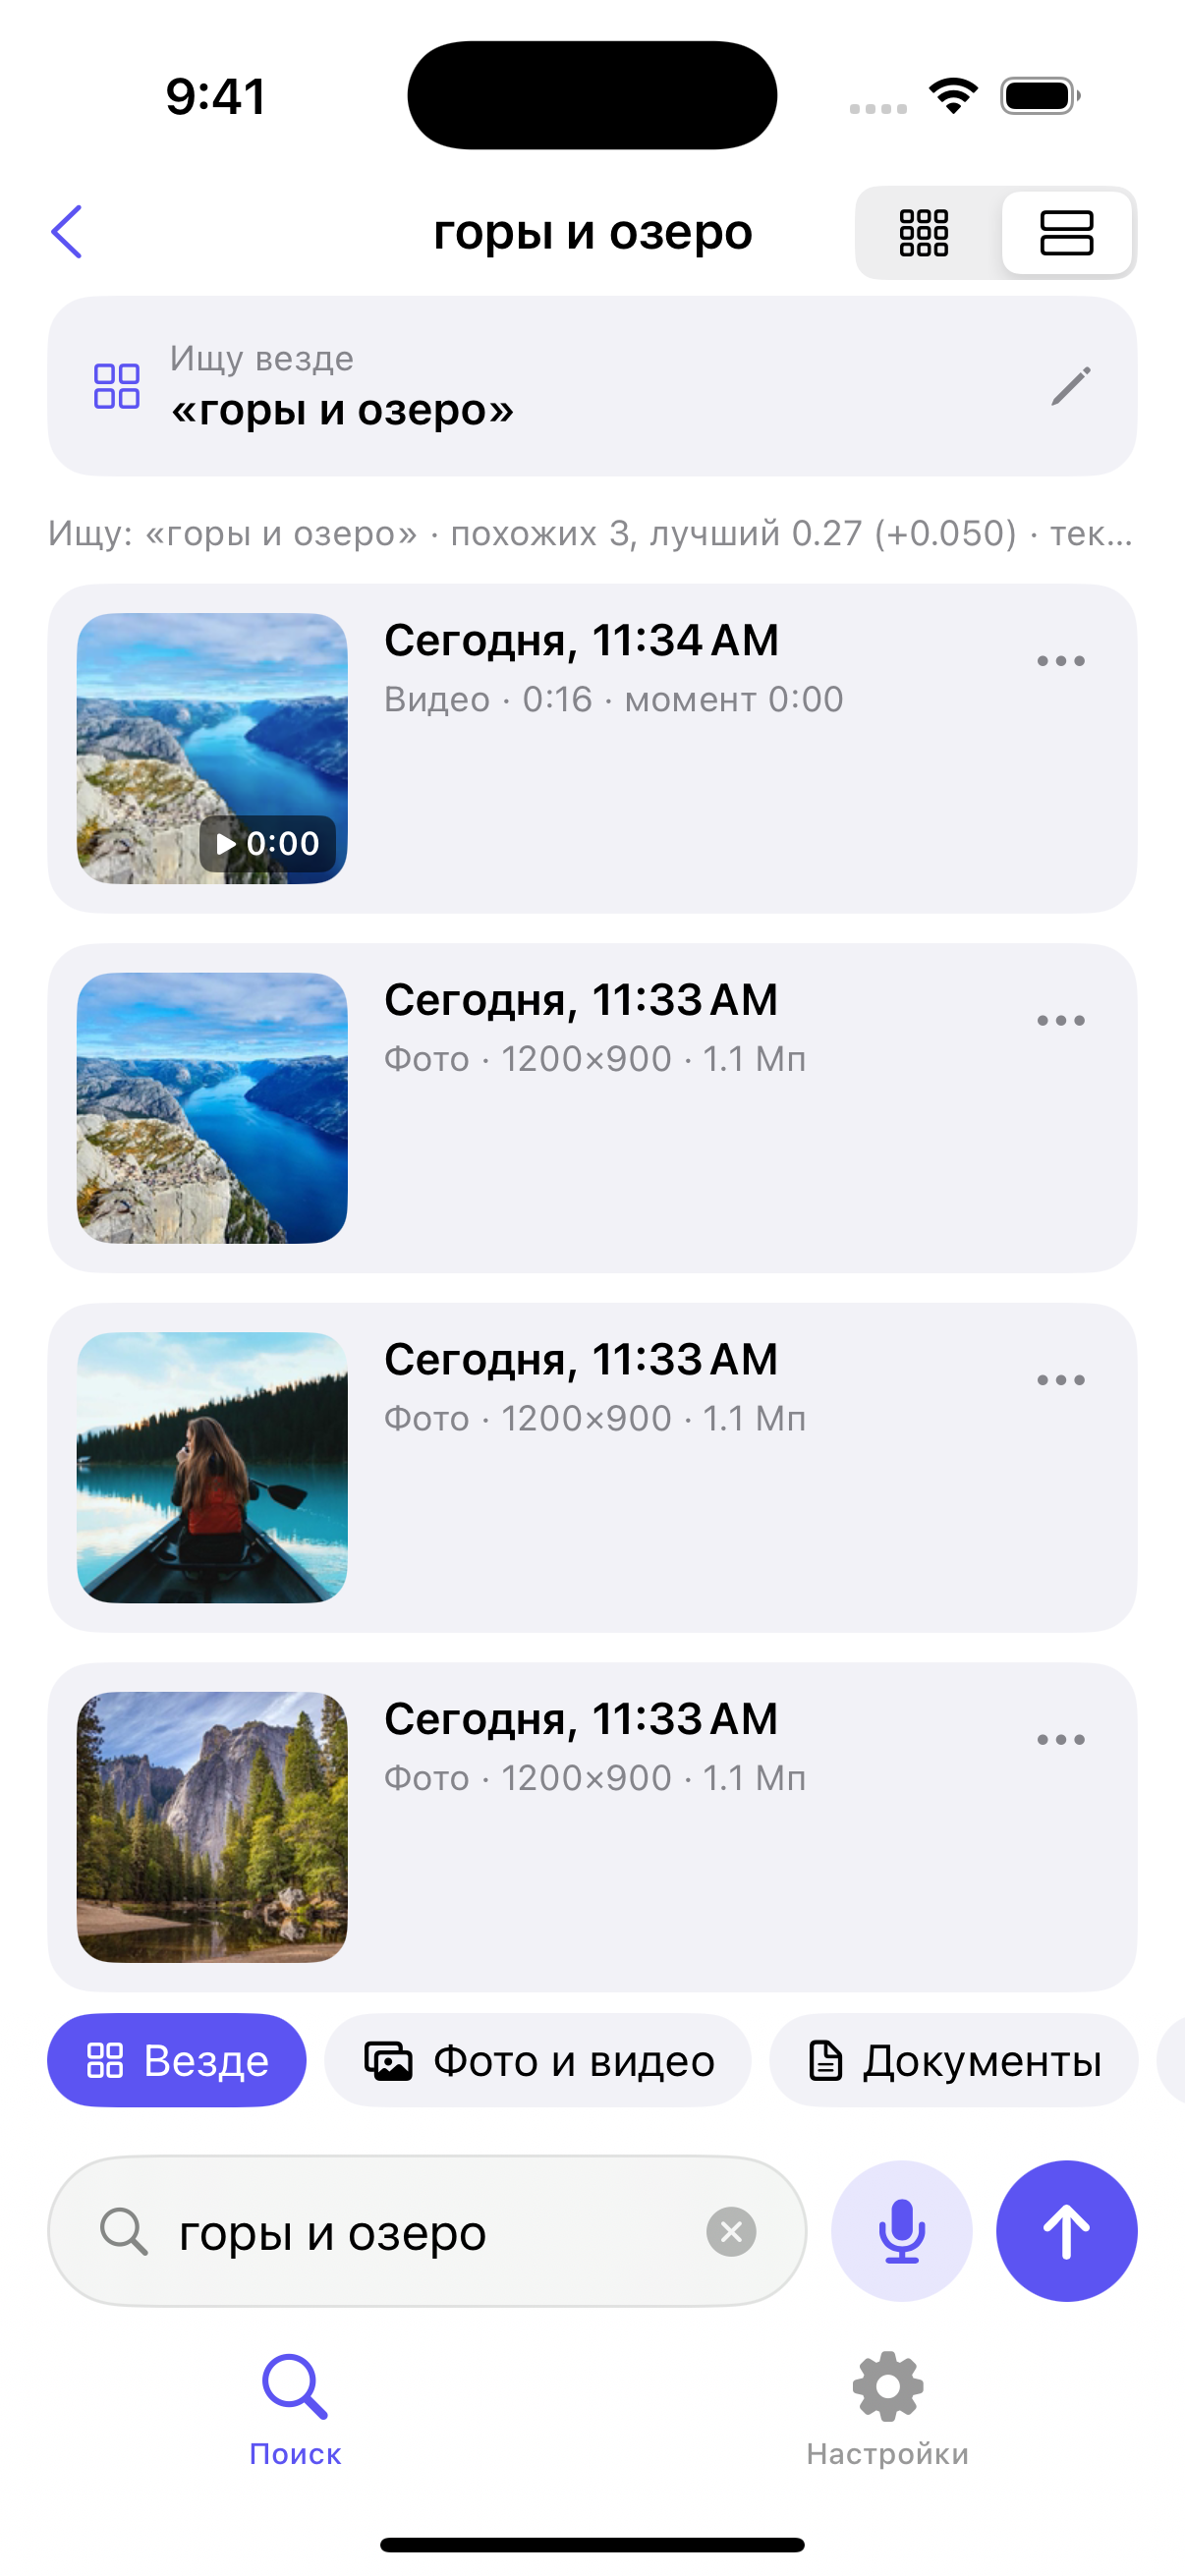 9:41
горы и озеро
Ищу везде
«горы и озеро»
Ищу: «горы и озеро» · похожих 3, лучший 0.27 (+0.050) · тек...
Сегодня, 11:34 AM
Видео · 0:16 · момент 0:00
0:00
Сегодня, 11:33 AM
Фото · 1200×900 · 1.1 Мп
Сегодня, 11:33 AM
Фото · 1200×900 · 1.1 Мп
Сегодня, 11:33 AM
Фото · 1200×900 · 1.1 Мп
Везде Фото и видео Документы
горы и озеро
Поиск Настройки